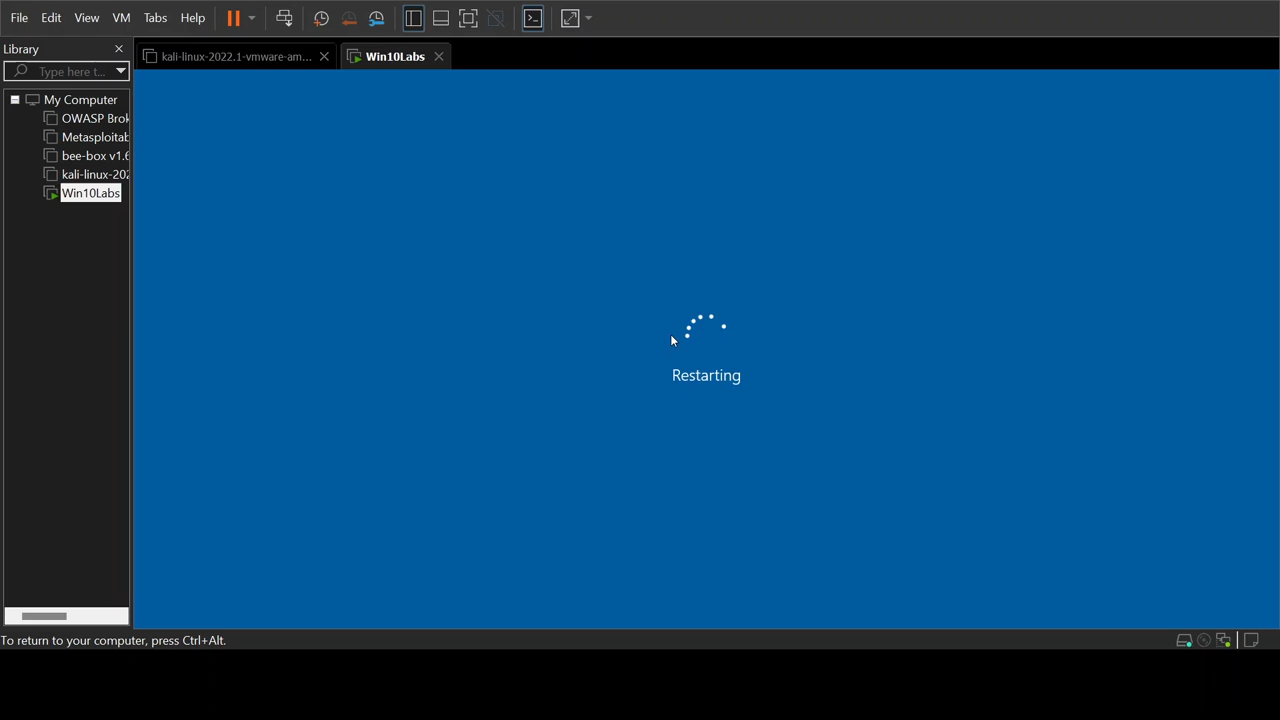 File Edit View VM Tabs Help
Library
Type here t...
kali-linux-2022.1-vmware-am...
Win10Labs
My Computer
OWASP Brok
Metasploitab
bee-box v1.6
kali-linux-202
Win10Labs
Restarting
To return to your computer, press Ctrl+Alt.